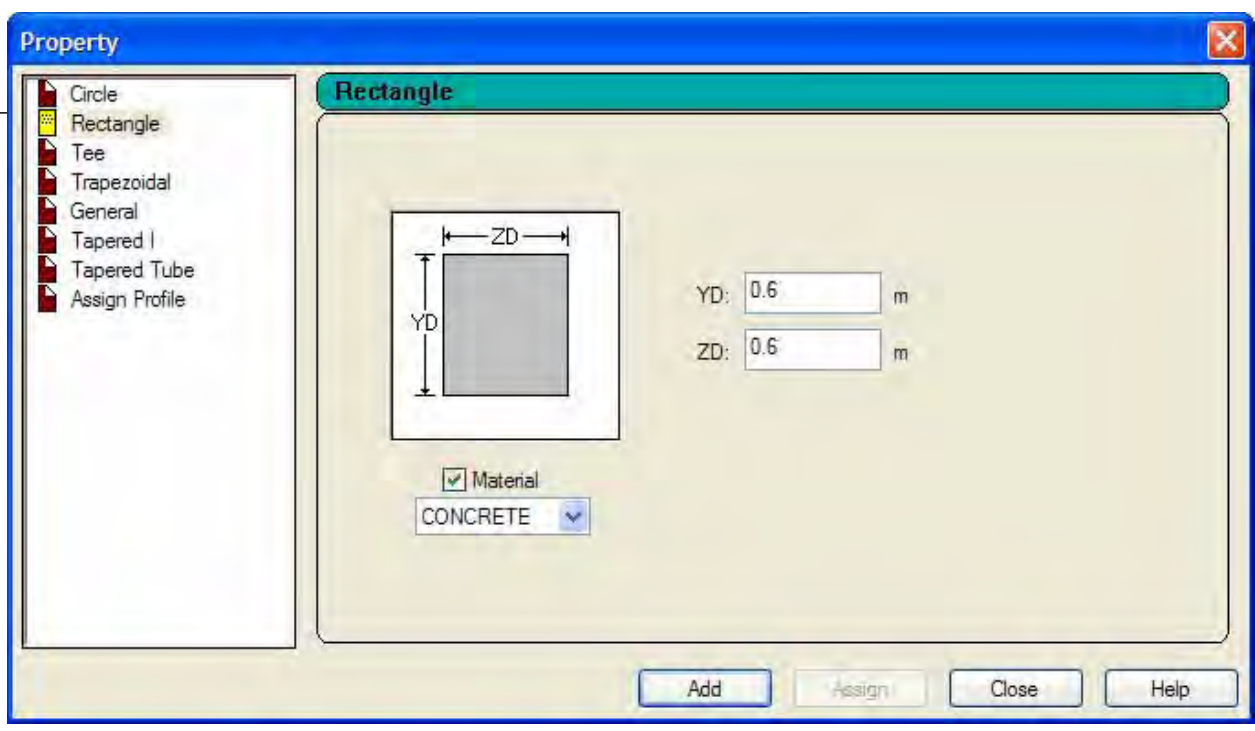 Property
Circle
Rectangle
Tee
Trapezoidal
General
Tapered I
Tapered Tube
Assign Profile
Rectangle
ZD
YD
YD: 0.6 m
ZD: 0.6 m
Material
CONCRETE
Add Assign Close Help